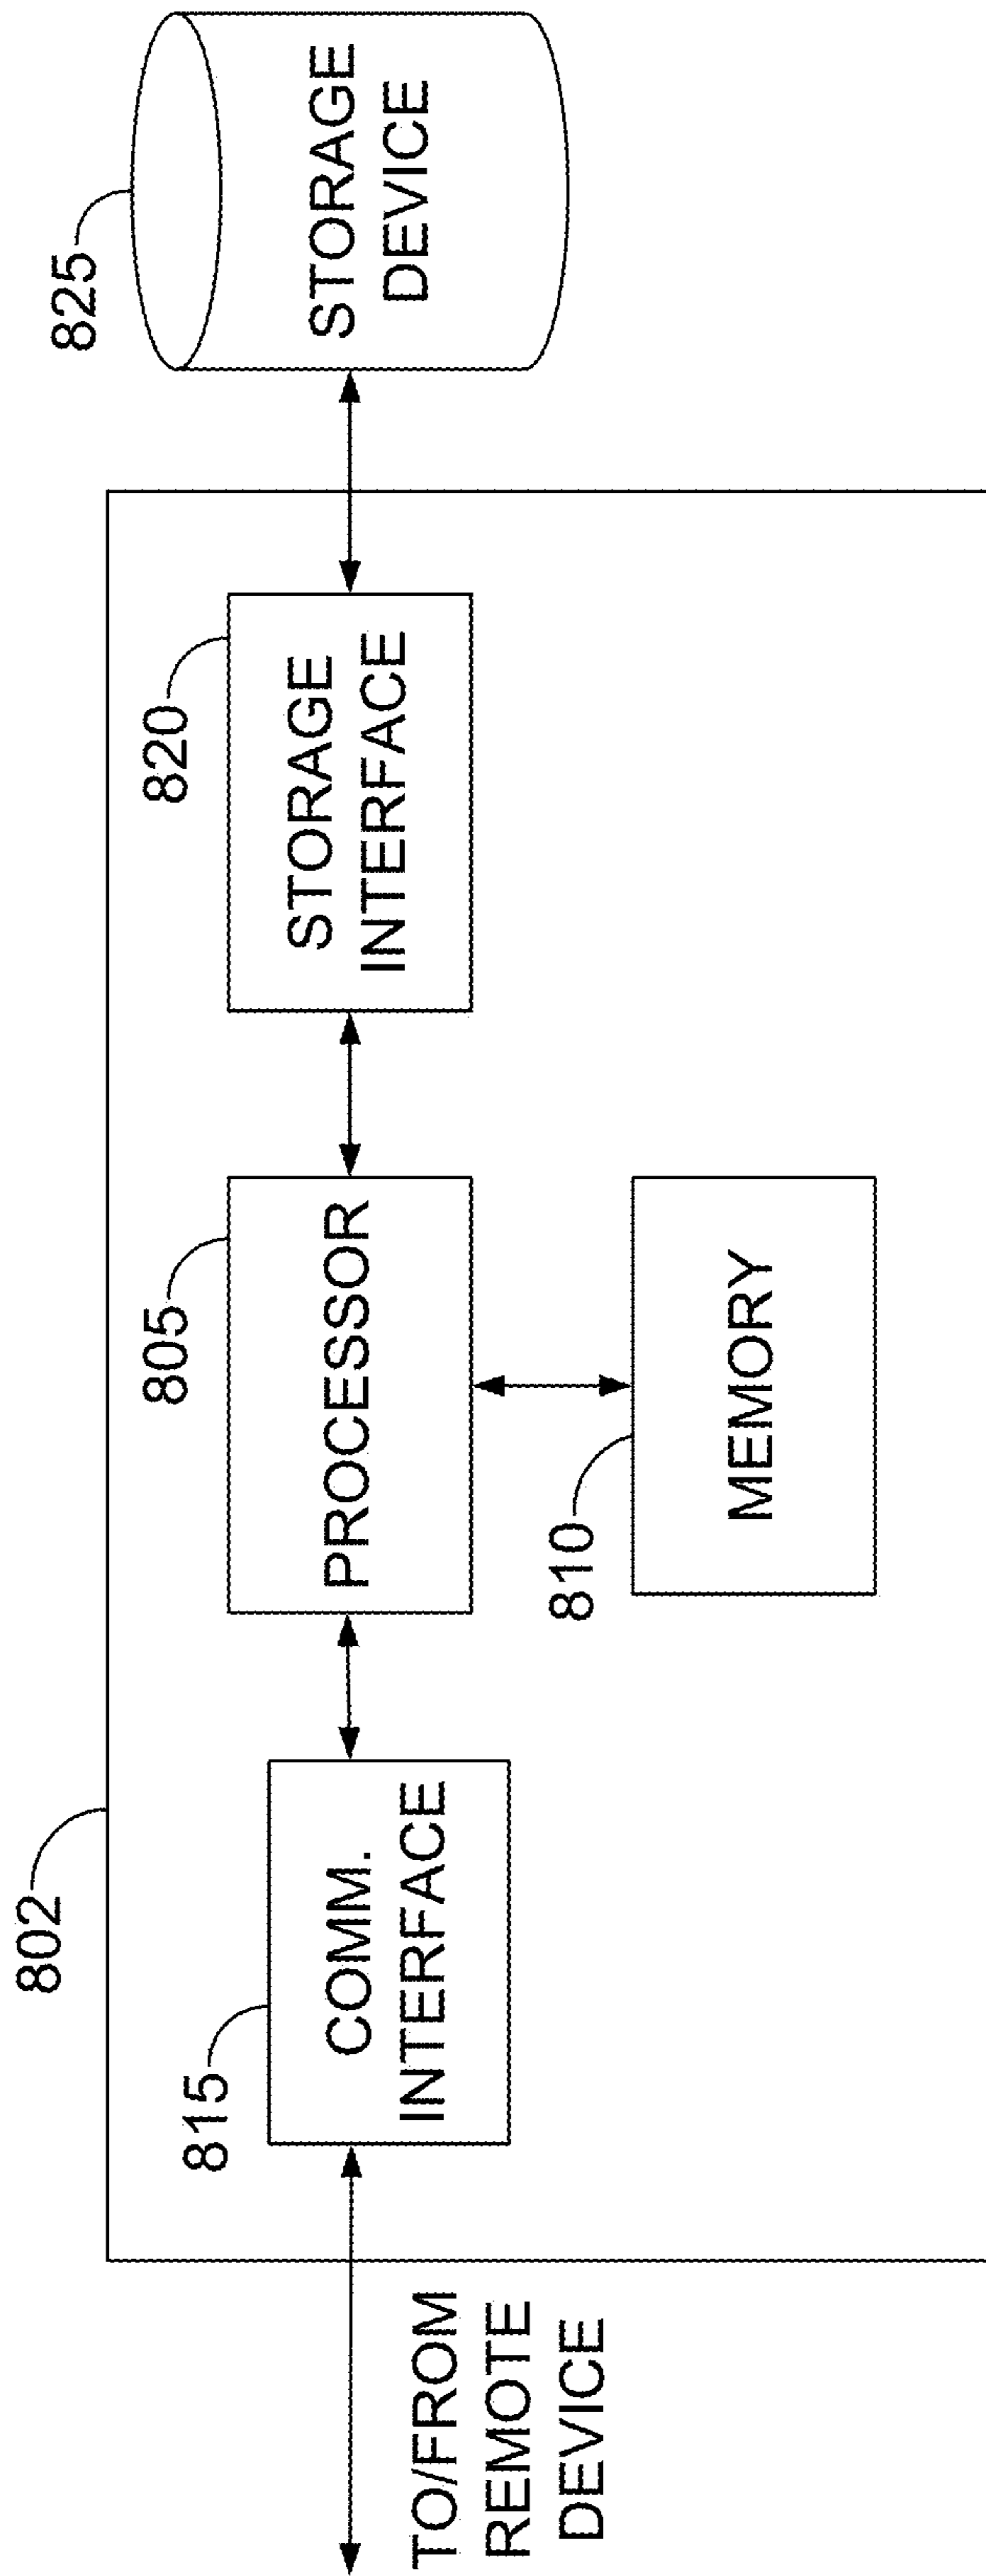 802
815
COMM.
INTERFACE
805
PROCESSOR
820
STORAGE
INTERFACE
825
STORAGE
DEVICE
810
MEMORY
TO/FROM
REMOTE
DEVICE